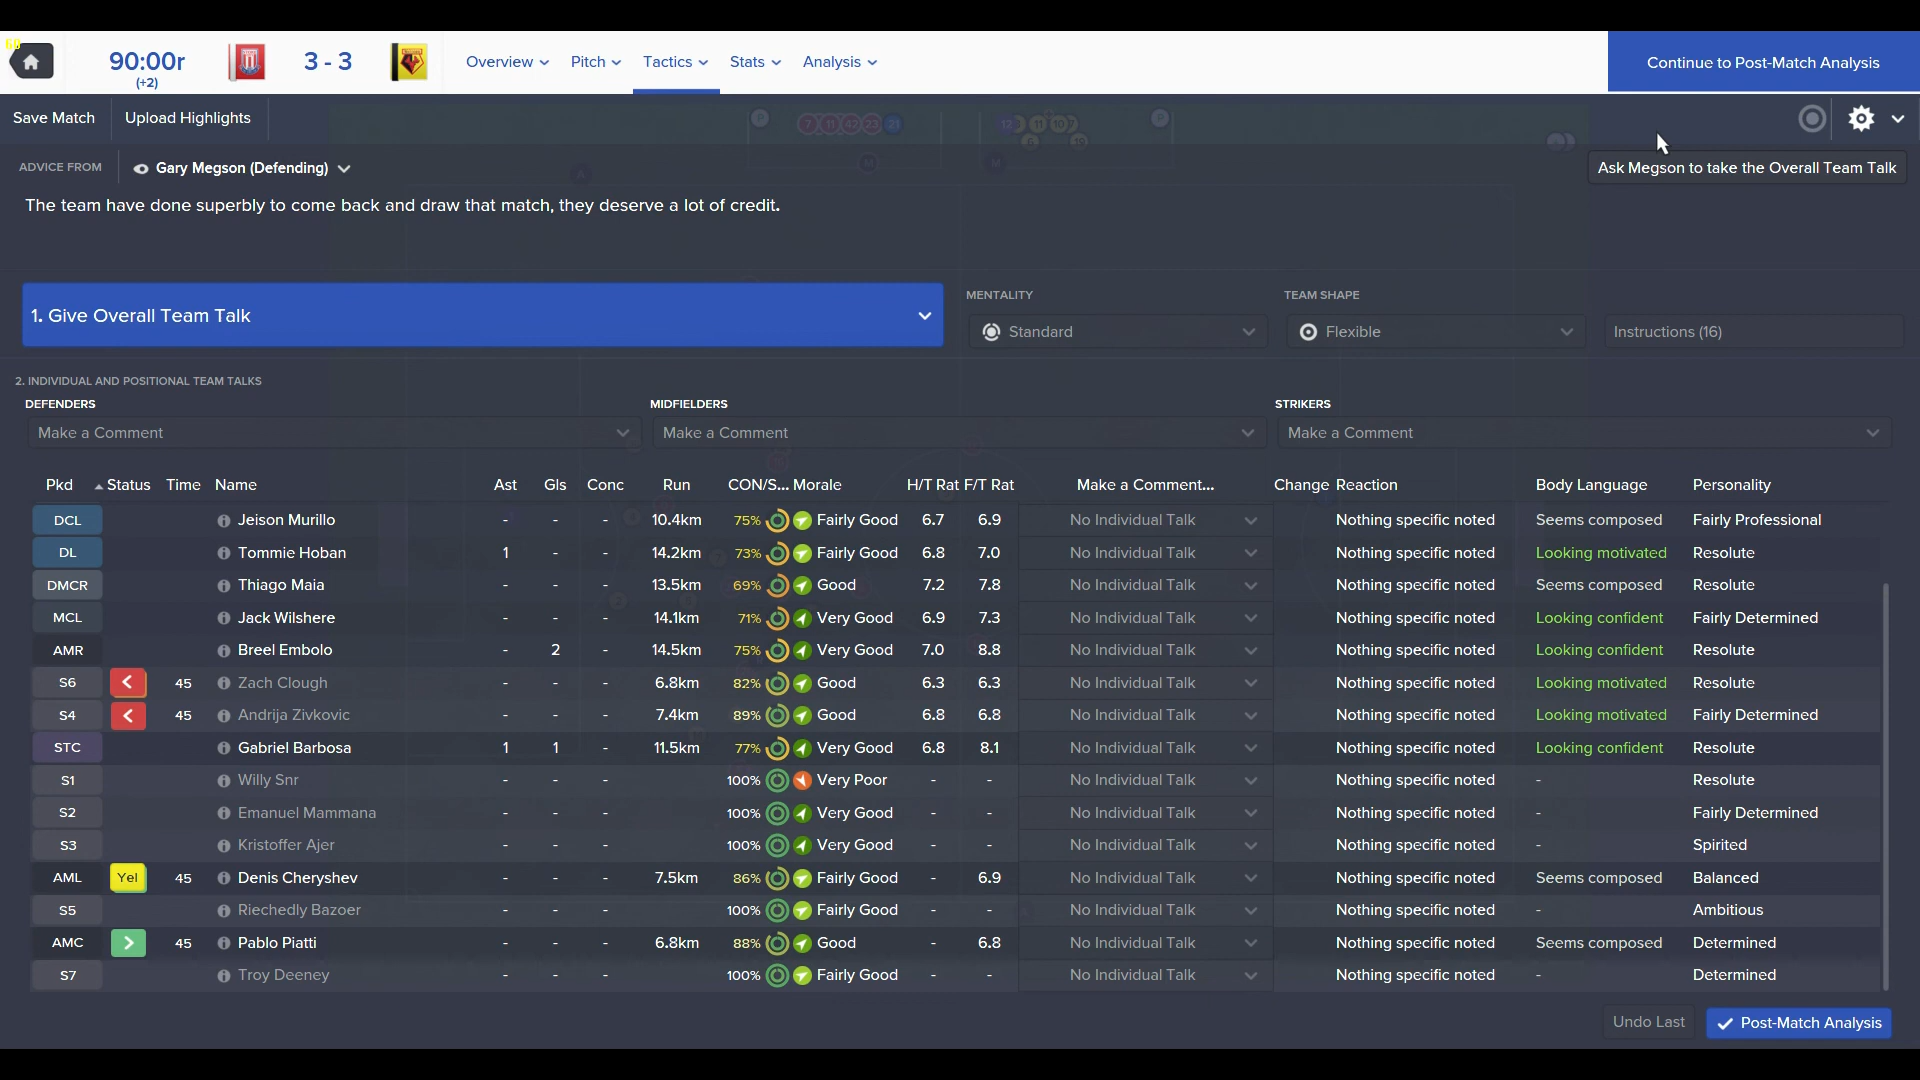 60
90:00r
(+2)
3 - 3
Overview
Pitch
Tactics
Stats
Analysis
Continue to Post-Match Analysis
Save Match
Upload Highlights
ADVICE FROM
Gary Megson (Defending)
Ask Megson to take the Overall Team Talk
The team have done superbly to come back and draw that match, they deserve a lot of credit.
1. Give Overall Team Talk
MENTALITY
Standard
TEAM SHAPE
Flexible
Instructions (16)
2. INDIVIDUAL AND POSITIONAL TEAM TALKS
DEFENDERS
MIDFIELDERS
STRIKERS
Make a Comment
Make a Comment
Make a Comment
Pkd Status Time Name Ast Gls Conc Run CON/S... Morale H/T Rat F/T Rat Make a Comment... Change Reaction Body Language Personality
DCL Jeison Murillo - - - 10.4km 75% Fairly Good 6.7 6.9 No Individual Talk Nothing specific noted Seems composed Fairly Professional
DL Tommie Hoban 1 - - 14.2km 73% Fairly Good 6.8 7.0 No Individual Talk Nothing specific noted Looking motivated Resolute
DMCR Thiago Maia - - - 13.5km 69% Good 7.2 7.8 No Individual Talk Nothing specific noted Seems composed Resolute
MCL Jack Wilshere - - - 14.1km 71% Very Good 6.9 7.3 No Individual Talk Nothing specific noted Looking confident Fairly Determined
AMR Breel Embolo - 2 - 14.5km 75% Very Good 7.0 8.8 No Individual Talk Nothing specific noted Looking confident Resolute
S6 45 Zach Clough - - - 6.8km 82% Good 6.3 6.3 No Individual Talk Nothing specific noted Looking motivated Resolute
S4 45 Andrija Zivkovic - - - 7.4km 89% Good 6.8 6.8 No Individual Talk Nothing specific noted Looking motivated Fairly Determined
STC Gabriel Barbosa 1 1 - 11.5km 77% Very Good 6.8 8.1 No Individual Talk Nothing specific noted Looking confident Resolute
S1 Willy Snr - - - 100% Very Poor - - No Individual Talk Nothing specific noted - Resolute
S2 Emanuel Mammana - - - 100% Very Good - - No Individual Talk Nothing specific noted - Fairly Determined
S3 Kristoffer Ajer - - - 100% Very Good - - No Individual Talk Nothing specific noted - Spirited
AML Yel 45 Denis Cheryshev - - - 7.5km 86% Fairly Good - 6.9 No Individual Talk Nothing specific noted Seems composed Balanced
S5 Riechedly Bazoer - - - 100% Fairly Good - - No Individual Talk Nothing specific noted - Ambitious
AMC 45 Pablo Piatti - - - 6.8km 88% Good - 6.8 No Individual Talk Nothing specific noted Seems composed Determined
S7 Troy Deeney - - - 100% Fairly Good - - No Individual Talk Nothing specific noted - Determined
Undo Last
Post-Match Analysis